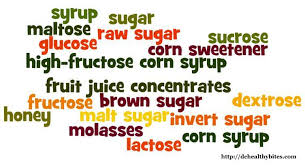 syrup sugar
maltose raw sugar sucrose
glucose corn sweetener
high-fructose corn syrup
fruit juice concentrates
fructose brown sugar dextrose
honey malt sugar invert sugar
molasses corn syrup
lactose
http://dchealthybites.com